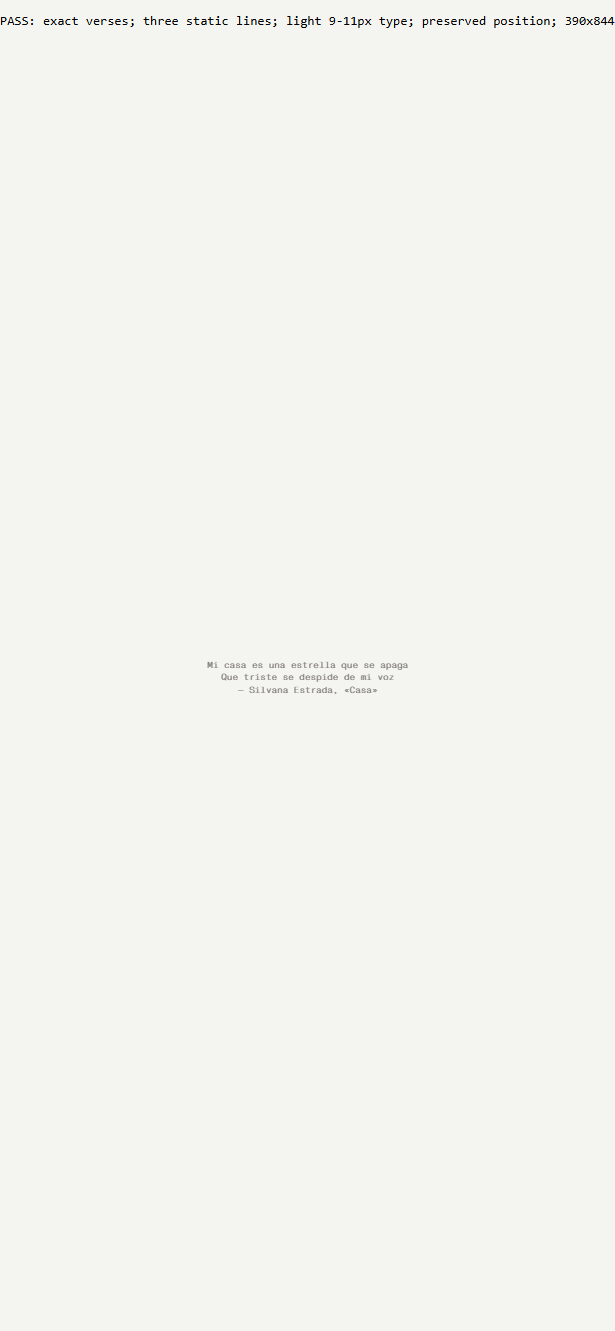 PASS: exact verses; three static lines; light 9-11px type; preserved position; 390x844
Mi casa es una estrella que se apaga
Que triste se despide de mi voz
— Silvana Estrada, «Casa»